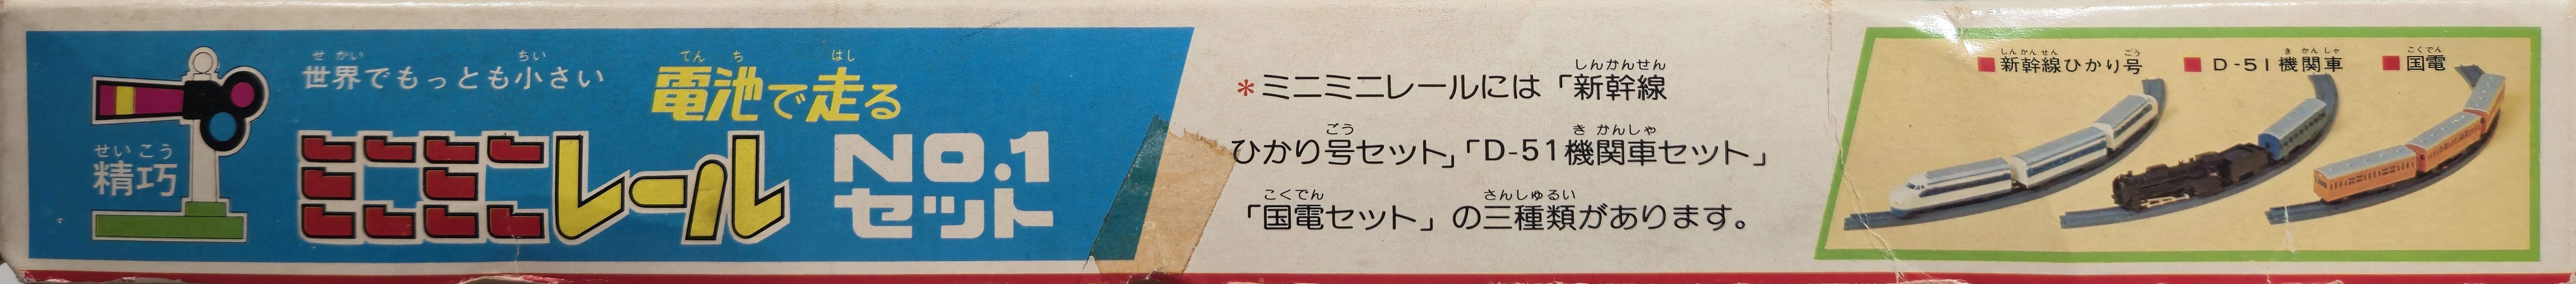 せいこう
精巧
せかい ちい
世界でもっとも小さい
でんち はし
電池で走る
ミニミニレール
NO.1
セット
しんかんせん
*ミニミニレールには「新幹線
ごう きかんしゃ
ひかり号セット」「D-51機関車セット」
こくでん さんしゅるい
「国電セット」の三種類があります。
しんかんせん ごう
■新幹線ひかり号
きかんしゃ
■D-51機関車
こくでん
■国電